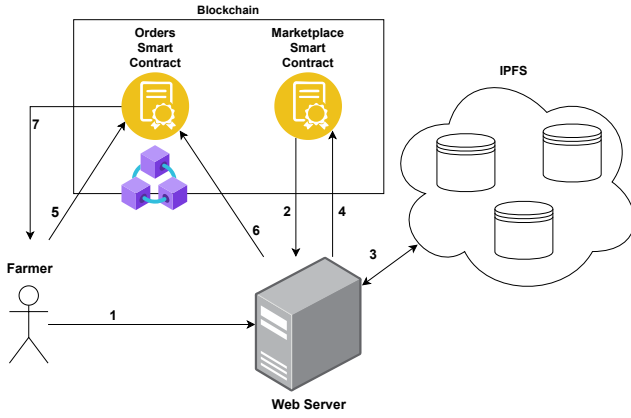 Blockchain
Orders
Smart
Contract
Marketplace
Smart
Contract
IPFS
7
5
6
2
4
3
Farmer
1
Web Server